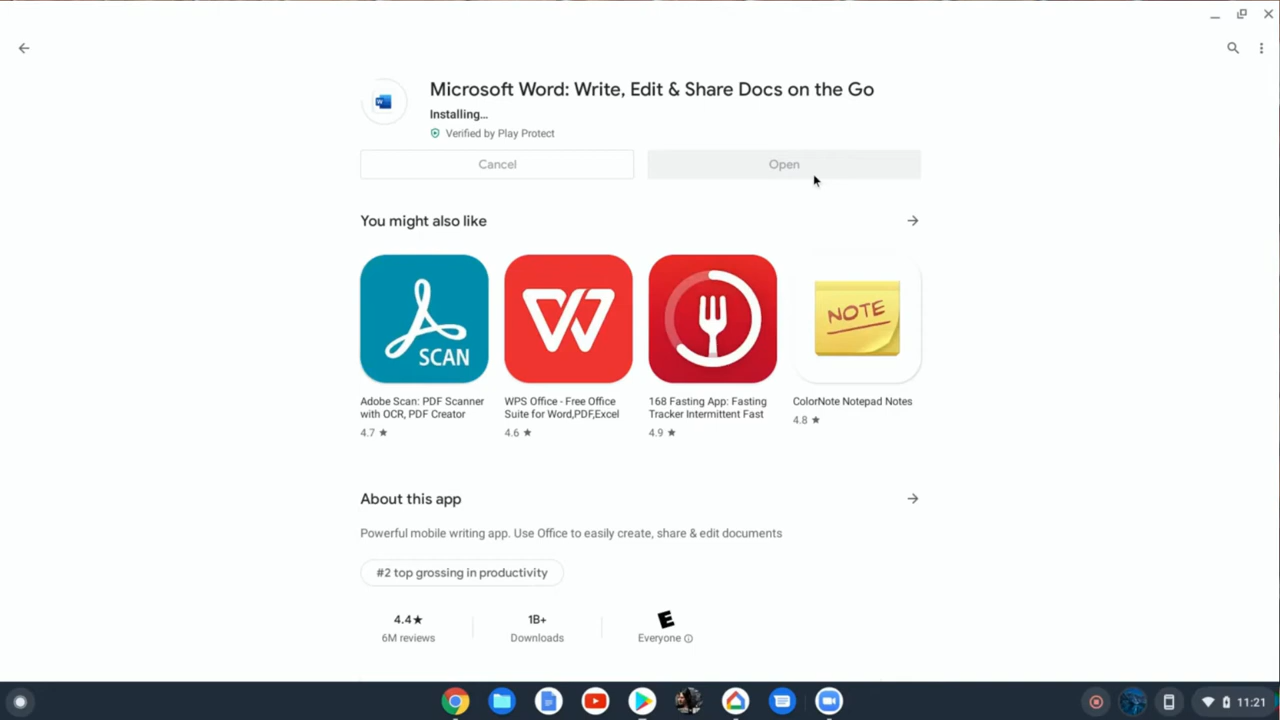 Microsoft Word: Write, Edit & Share Docs on the Go
Installing...
Verified by Play Protect
Cancel
Open
You might also like
SCAN
NOTE
Adobe Scan: PDF Scanner
with OCR, PDF Creator
4.7 ★
WPS Office - Free Office
Suite for Word,PDF,Excel
4.6 ★
168 Fasting App: Fasting
Tracker Intermittent Fast
4.9 ★
ColorNote Notepad Notes
4.8 ★
About this app
Powerful mobile writing app. Use Office to easily create, share & edit documents
#2 top grossing in productivity
4.4★
6M reviews
1B+
Downloads
E
Everyone
11:21